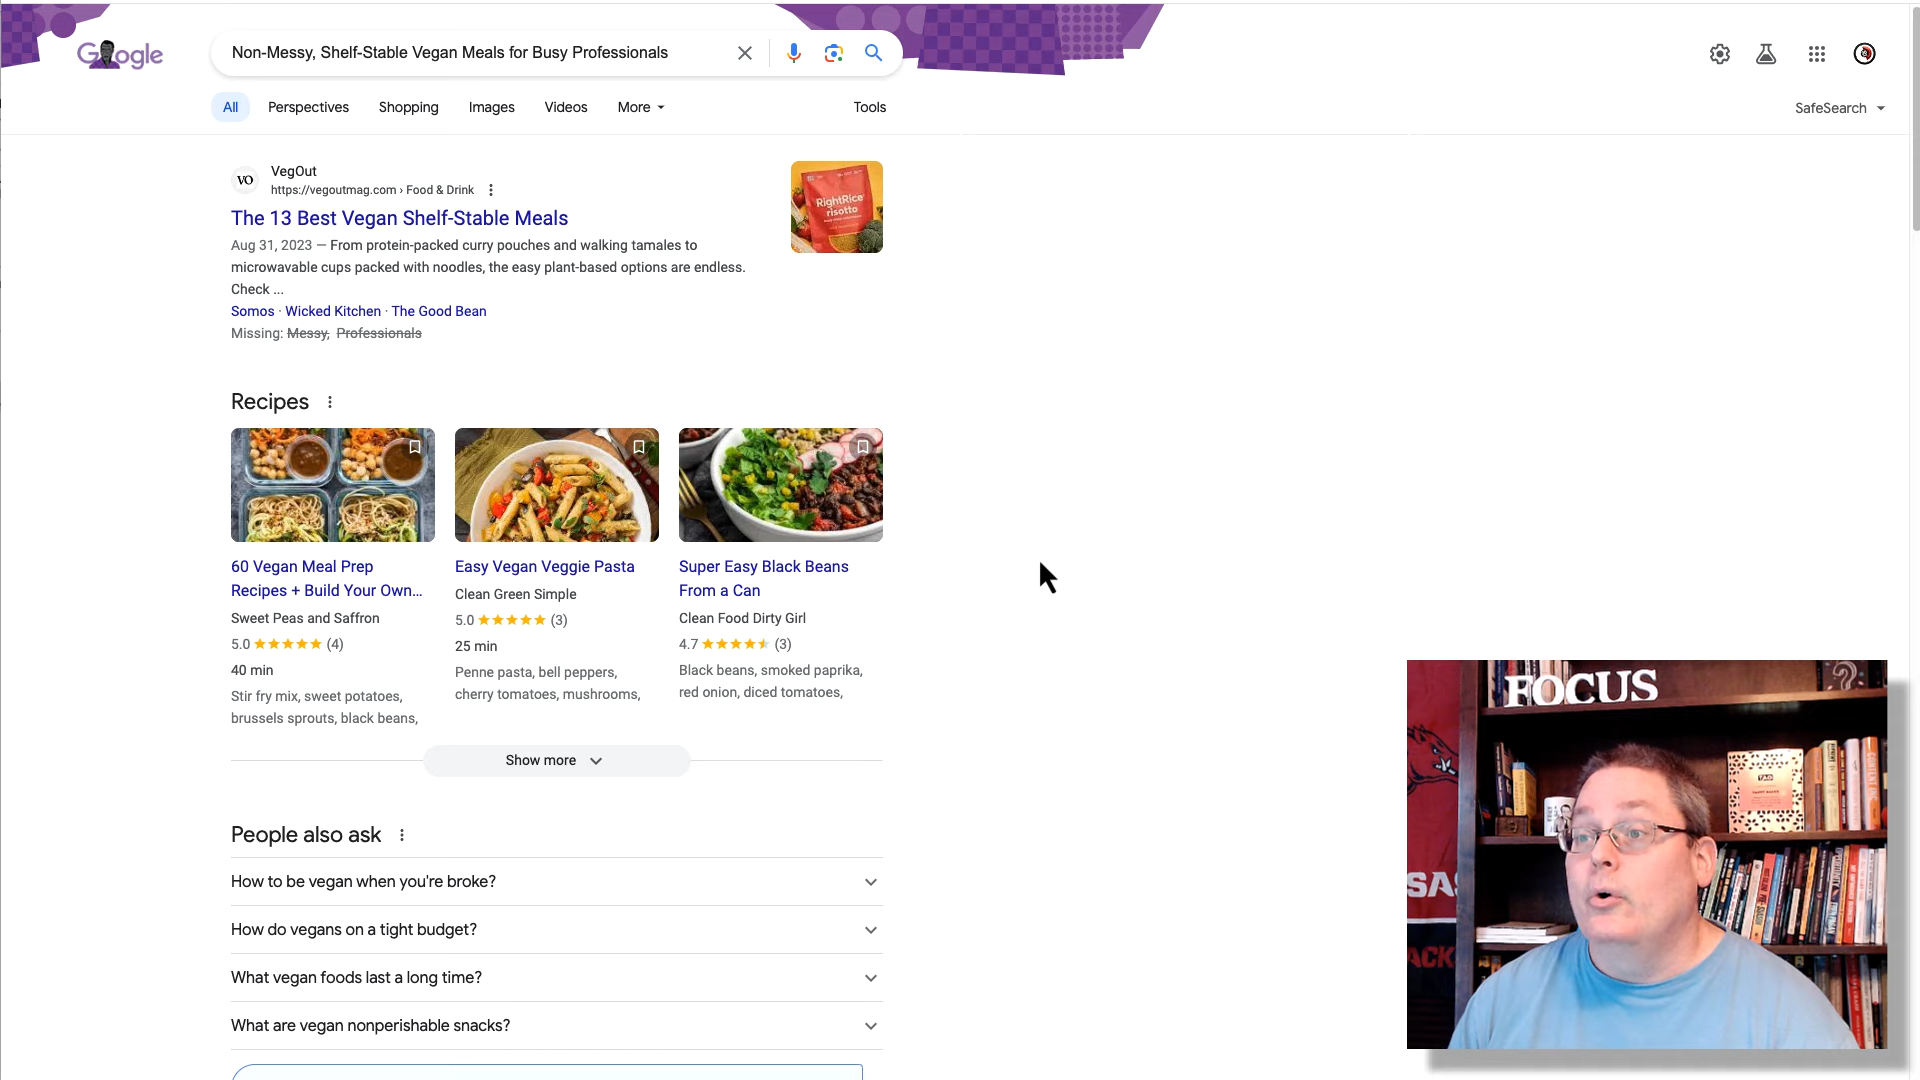 Google
Non-Messy, Shelf-Stable Vegan Meals for Busy Professionals
All
Perspectives
Shopping
Images
Videos
More
Tools
SafeSearch
VO
VegOut
https://vegoutmag.com › Food & Drink
The 13 Best Vegan Shelf-Stable Meals
Aug 31, 2023 — From protein-packed curry pouches and walking tamales to
microwavable cups packed with noodles, the easy plant-based options are endless.
Check ...
Somos · Wicked Kitchen · The Good Bean
Missing: Messy, Professionals
RightRice
risotto
Recipes
60 Vegan Meal Prep
Recipes + Build Your Own...
Sweet Peas and Saffron
5.0 (4)
40 min
Stir fry mix, sweet potatoes,
brussels sprouts, black beans,
Easy Vegan Veggie Pasta
Clean Green Simple
5.0 (3)
25 min
Penne pasta, bell peppers,
cherry tomatoes, mushrooms,
Super Easy Black Beans
From a Can
Clean Food Dirty Girl
4.7 (3)
Black beans, smoked paprika,
red onion, diced tomatoes,
Show more
People also ask
How to be vegan when you're broke?
How do vegans on a tight budget?
What vegan foods last a long time?
What are vegan nonperishable snacks?
FOCUS
SAS
ACK